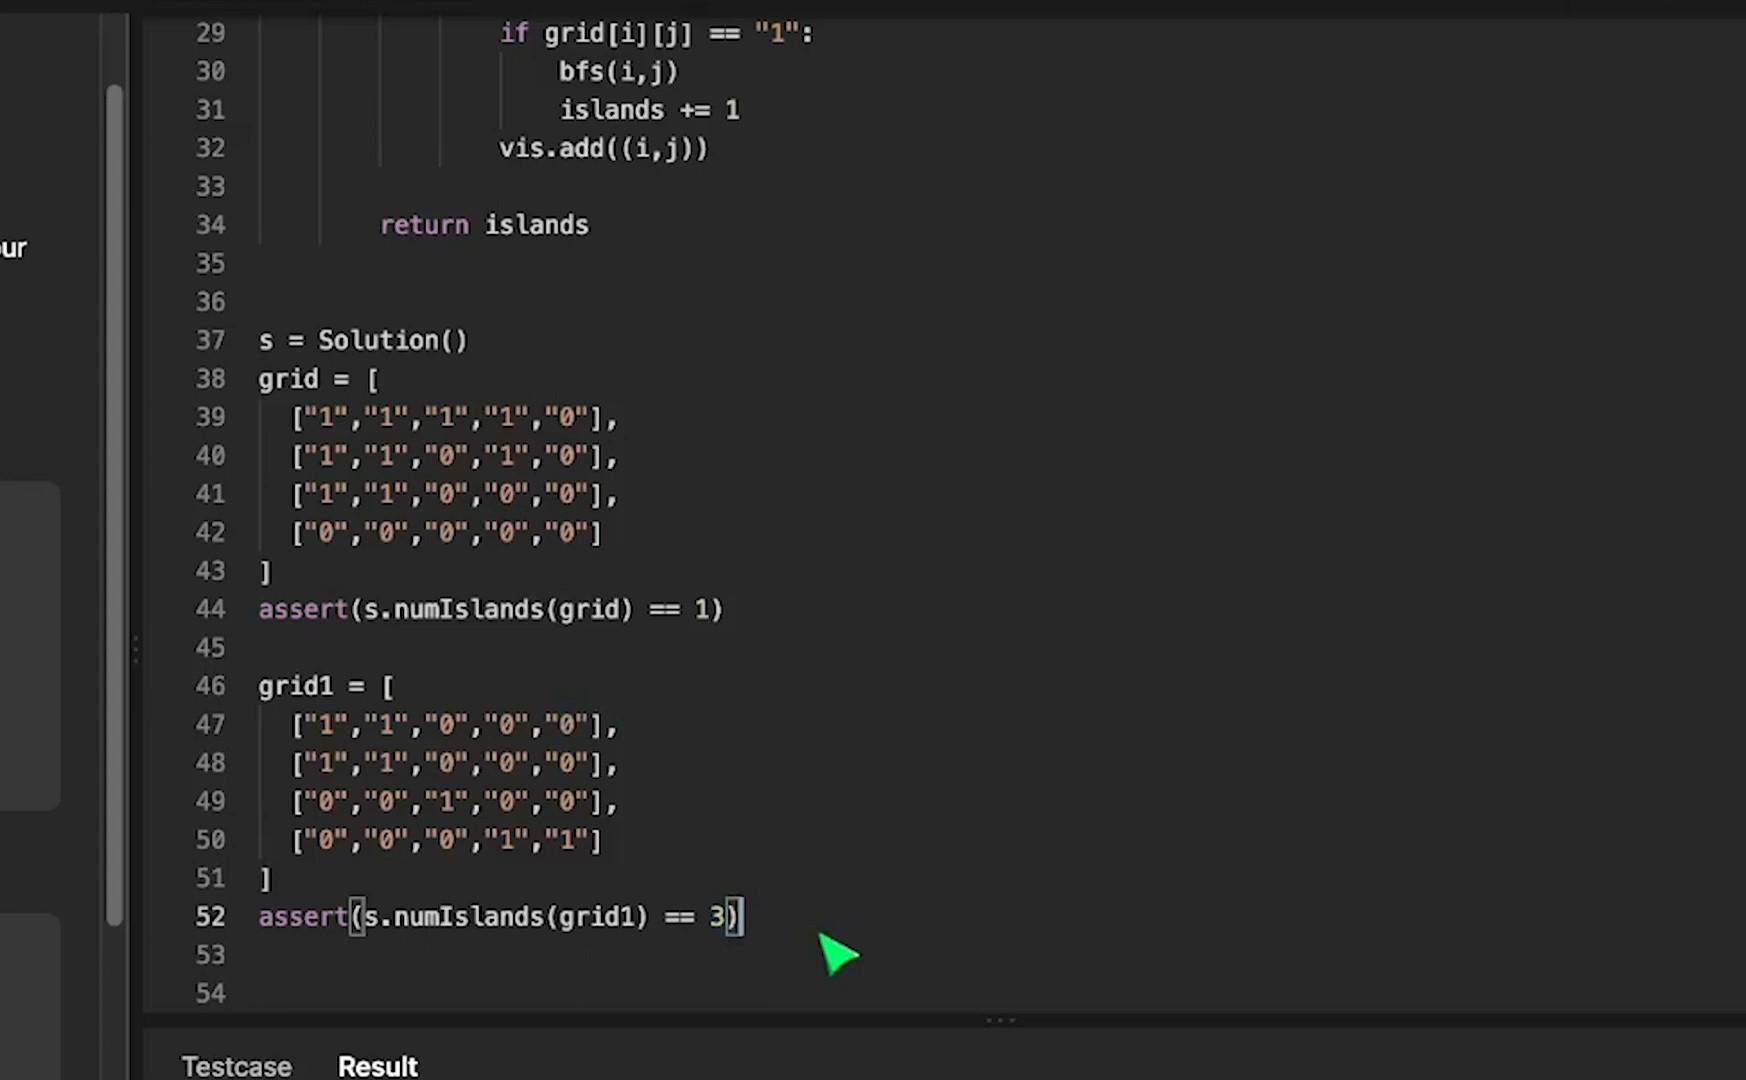 29 if grid[i][j] == "1":
30 bfs(i,j)
31 islands += 1
32 vis.add((i,j))
33
34 return islands
our
35
36
37 s = Solution()
38 grid = [
39 ["1","1","1","1","0"],
40 ["1","1","0","1","0"],
41 ["1","1","0","0","0"],
42 ["0","0","0","0","0"]
43 ]
44 assert(s.numIslands(grid) == 1)
45
46 grid1 = [
47 ["1","1","0","0","0"],
48 ["1","1","0","0","0"],
49 ["0","0","1","0","0"],
50 ["0","0","0","1","1"]
51 ]
52 assert(s.numIslands(grid1) == 3)
53
54
Testcase Result